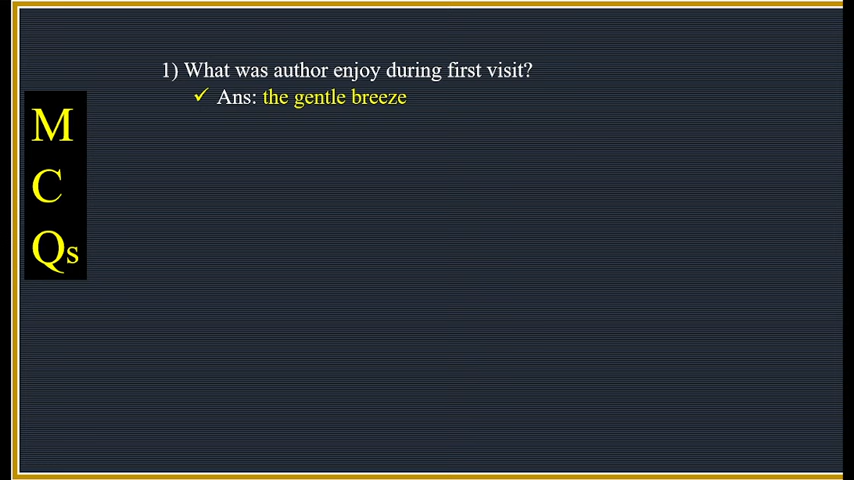 1) What was author enjoy during first visit?
✓ Ans: the gentle breeze
M
C
Qs